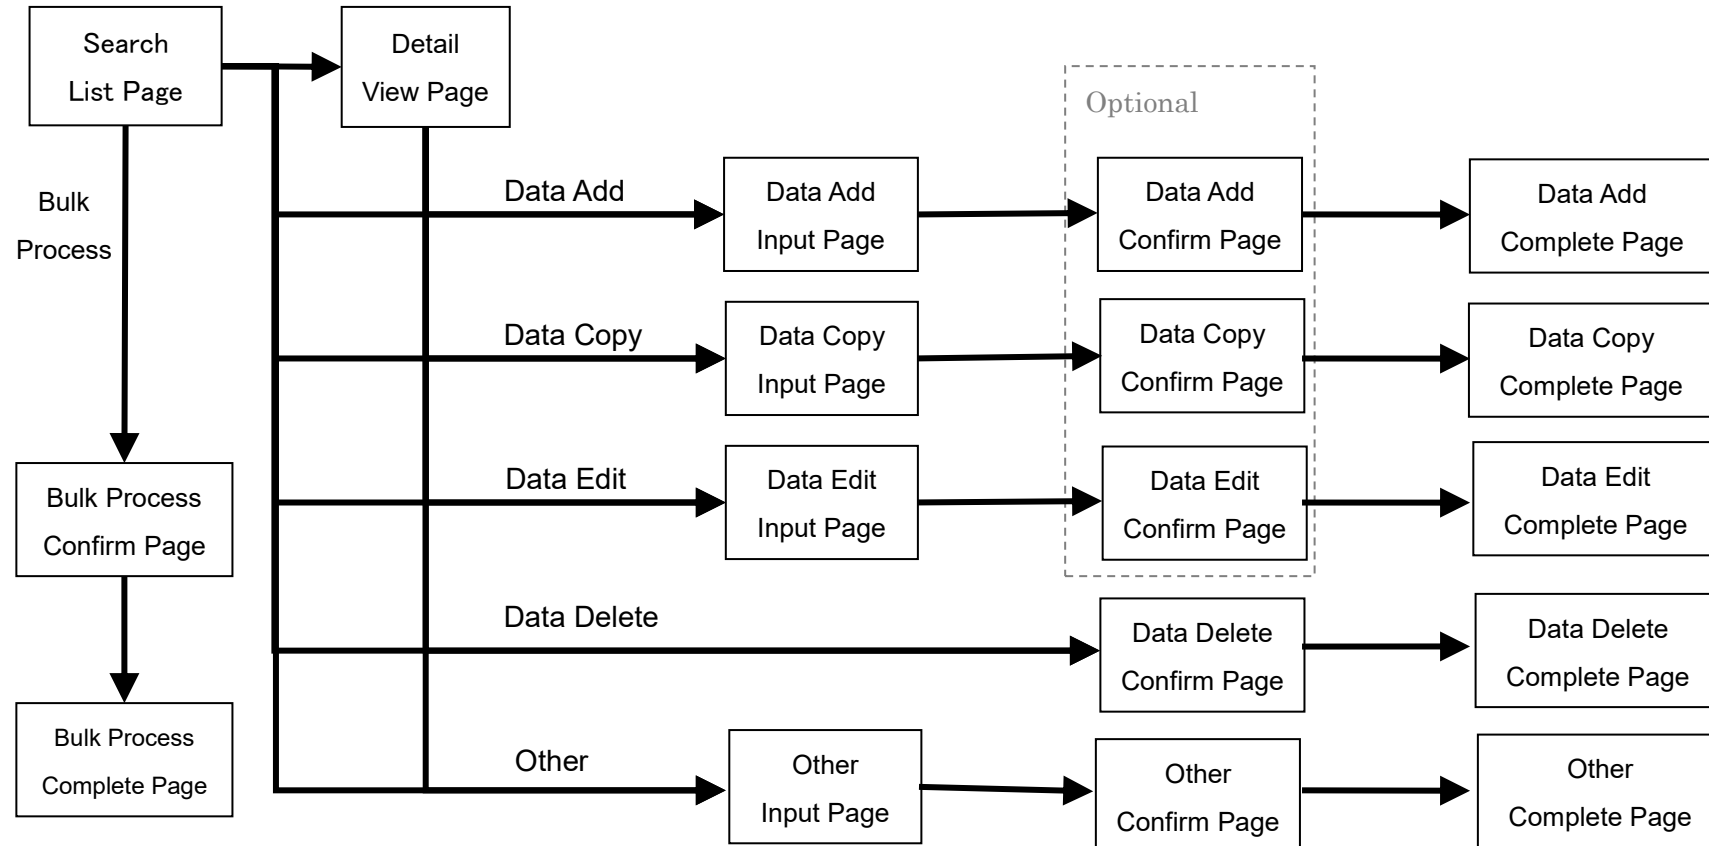 Search
List Page
Detail
View Page
Optional
Bulk
Process
Data Add
Data Add
Input Page
Data Add
Confirm Page
Data Add
Complete Page
Data Copy
Data Copy
Input Page
Data Copy
Confirm Page
Data Copy
Complete Page
Data Edit
Data Edit
Input Page
Data Edit
Confirm Page
Data Edit
Complete Page
Bulk Process
Confirm Page
Data Delete
Data Delete
Confirm Page
Data Delete
Complete Page
Bulk Process
Complete Page
Other
Other
Input Page
Other
Confirm Page
Other
Complete Page